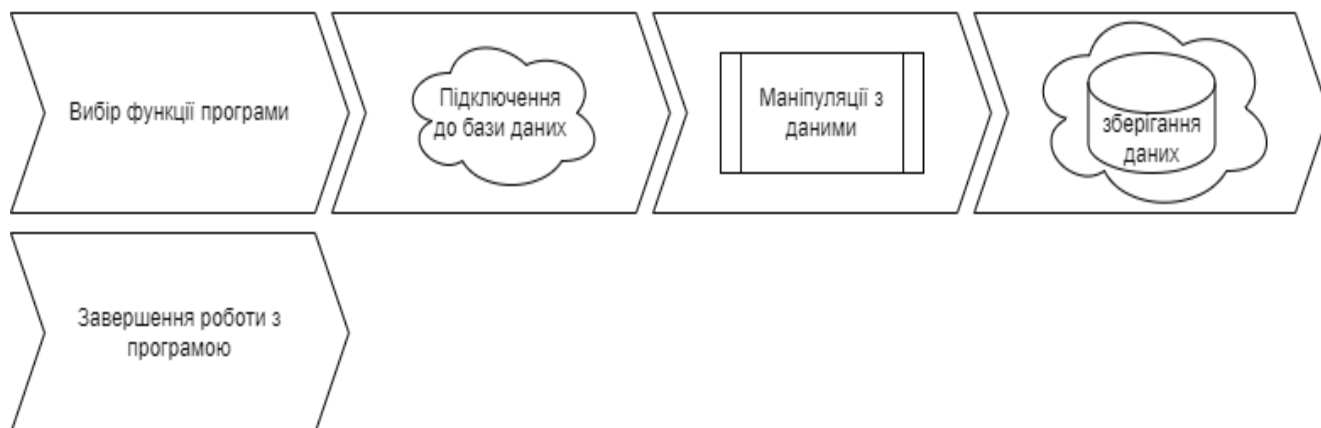 Вибір функції програми
Підключення
до бази даних
Маніпуляції з
даними
зберігання
даних
Завершення роботи з
програмою